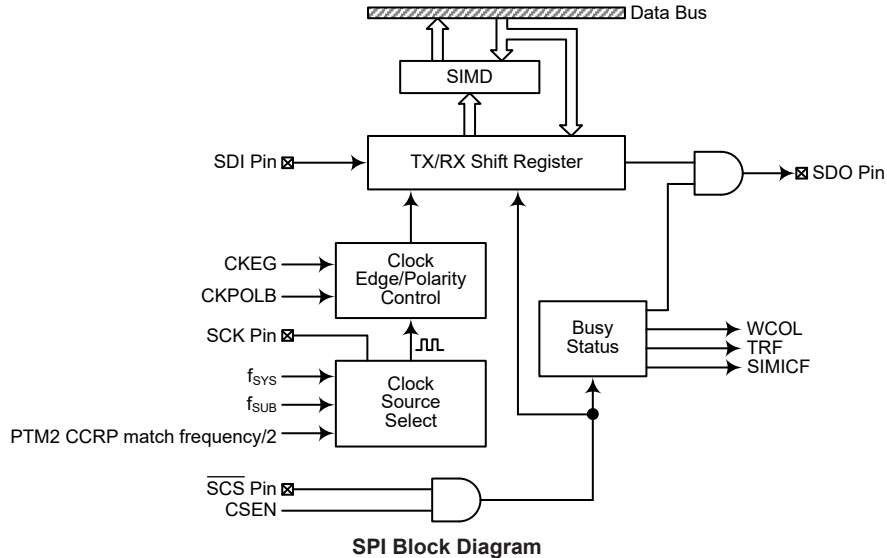 Data Bus
SIMD
SDI Pin
TX/RX Shift Register
SDO Pin
CKEG
CKPOLB
Clock
Edge/Polarity
Control
SCK Pin
Busy
Status
WCOL
TRF
SIMICF
fSYS
fSUB
PTM2 CCRP match frequency/2
Clock
Source
Select
SCS Pin
CSEN
SPI Block Diagram